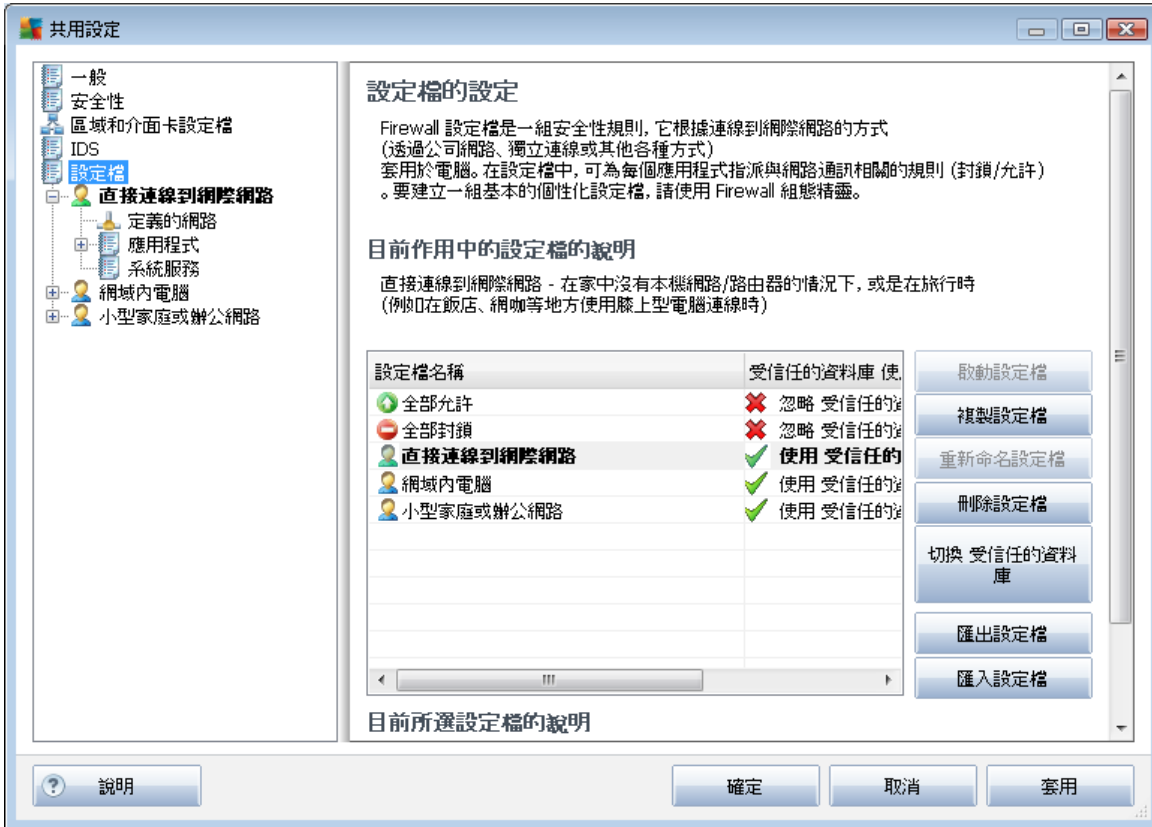 共用設定
一般
安全性
區域和介面卡設定檔
IDS
設定檔
直接連線到網際網路
定義的網路
應用程式
系統服務
網域內電腦
小型家庭或辦公網路
設定檔的設定
Firewall 設定檔是一組安全性規則, 它根據連線到網際網路的方式
(透過公司網路、獨立連線或其他各種方式)
套用於電腦。在設定檔中, 可為每個應用程式指派與網路通訊相關的規則 (封鎖/允許)
。要建立一組基本的個性化設定檔, 請使用 Firewall 組態精靈。
目前作用中的設定檔的說明
直接連線到網際網路 - 在家中沒有本機網路/路由器的情況下, 或是在旅行時
(例如在飯店、網咖等地方使用膝上型電腦連線時)
設定檔名稱 受信任的資料庫 使
全部允許 忽略 受信任的
全部封鎖 忽略 受信任的
直接連線到網際網路 使用 受信任的
網域內電腦 使用 受信任的
小型家庭或辦公網路 使用 受信任的
啟動設定檔
複製設定檔
重新命名設定檔
刪除設定檔
切換 受信任的資料
庫
匯出設定檔
匯入設定檔
目前所選設定檔的說明
說明
確定
取消
套用